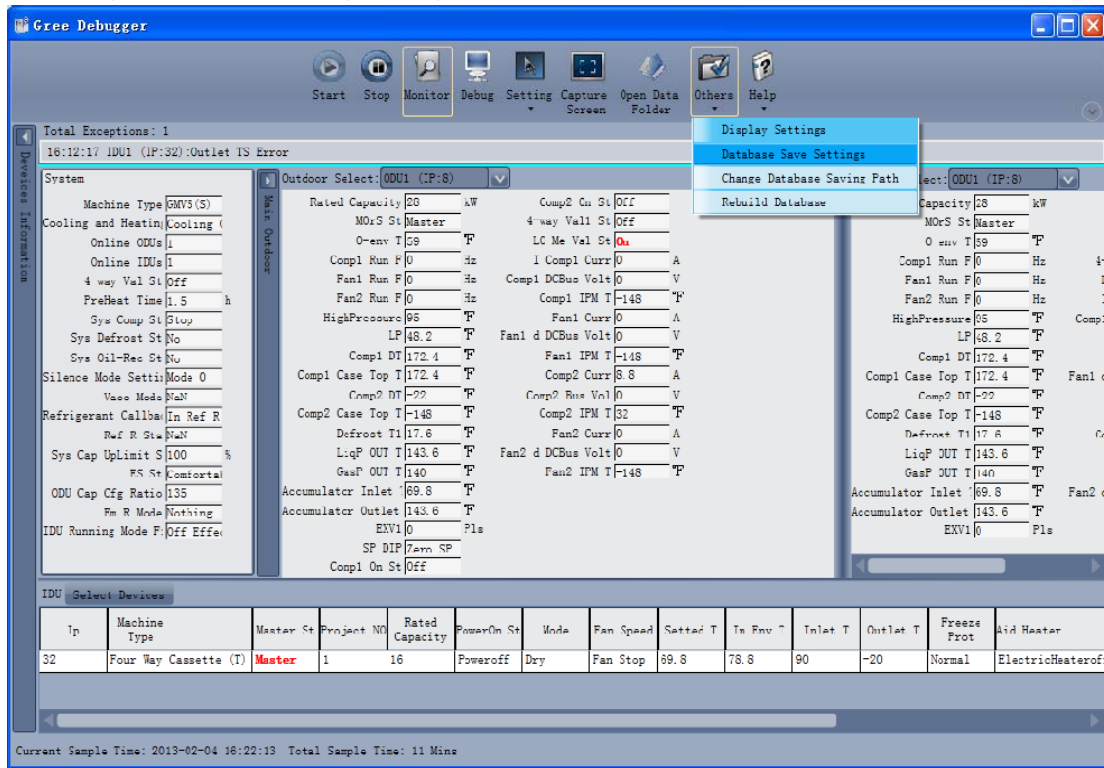 Gree Debugger
Start Stop Monitor Debug Setting Capture Screen Open Data Folder Others Help
Display Settings
Database Save Settings
Change Database Saving Path
Rebuild Database
Total Exceptions: 1
16:12:17 IDU1 (IP:32):Outlet TS Error
Deveices Information
System
Machine Type GMV5(S)
Cooling and Heatin Cooling (
Online ODUs 1
Online IDUs 1
4 way Val St Off
PreHeat Time 1.5 h
Sys Comp St Stop
Sys Defrost St No
Sys Oil-Rec St No
Silence Mode Setti Mode 0
Mode NaN
Refrigerant Callba In Ref R
Ref R Sta NaN
Sys Cap UpLimit S 100 %
ES St Comfortal
ODU Cap Cfg Ratio 135
Em R Mode Nothing
IDU Running Mode F Off Effec
Main Outdoor
Outdoor Select: ODU1 (IP:8)
Rated Capacity 28 kW Comp2 On St Off
MOrS St Master 4-way Val1 St Off
O-env T 59 ℉ LC Me Val St On
Comp1 Run F 0 Hz I Comp1 Curr 0 A
Fan1 Run F 0 Hz Comp1 DCBus Volt 0 V
Fan2 Run F 0 Hz Comp1 IPM T -148 ℉
HighPressure 95 ℉ Fan1 Curr 0 A
LP 48.2 ℉ Fan1 d DCBus Volt 0 V
Comp1 DT 172.4 ℉ Fan1 IPM T -148 ℉
Comp1 Case Top T 172.4 ℉ Comp2 Curr 8.8 A
Comp2 DT -22 ℉ Comp2 Bus Vol 0 V
Comp2 Case Top T -148 ℉ Comp2 IPM T 32 ℉
Defrost T1 17.6 ℉ Fan2 Curr 0 A
LiqP OUT T 143.6 ℉ Fan2 d DCBus Volt 0 V
GasP OUT T 140 ℉ Fan2 IPM T -148 ℉
Accumulator Inlet 69.8 ℉
Accumulator Outlet 143.6 ℉
EXV1 0 Pls
SP DIP Zero SP
Comp1 On St Off
lect: ODU1 (IP:8)
Capacity 28 kW
MOrS St Master
O env T 59 ℉
Comp1 Run F 0 Hz 4-
Fan1 Run F 0 Hz
Fan2 Run F 0 Hz
HighPressure 95 ℉ Comp
LP 48.2 ℉
Comp1 DT 172.4 ℉
Comp1 Case Top T 172.4 ℉ Fan1 d
Comp2 DT -22 ℉
Comp2 Case Top T -148 ℉
Defrost T1 17.6 ℉
LiqP OUT T 143.6 ℉
GasP OUT T 140 ℉
Accumulator Inlet 69.8 ℉ Fan2 d
Accumulator Outlet 143.6 ℉
EXV1 0 Pls
IDU Select Devices
Ip Machine Type Master St Project NO Rated Capacity PowerOn St Mode Fan Speed Setted T In Env T Inlet T Outlet T Freeze Prot Aid Heater
32 Four Way Cassette (T) Master 1 16 Poweroff Dry Fan Stop 69.8 78.8 90 -20 Normal ElectricHeaterof
Current Sample Time: 2013-02-04 16:22:13 Total Sample Time: 11 Mins